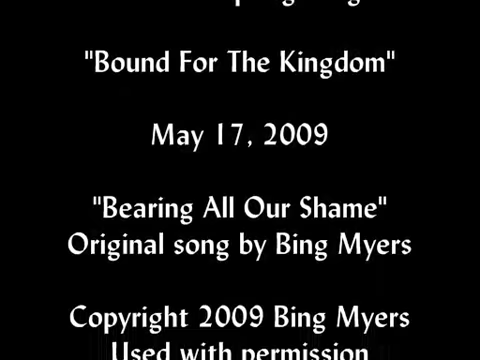 "Bound For The Kingdom"
May 17, 2009
"Bearing All Our Shame"
Original song by Bing Myers
Copyright 2009 Bing Myers
Used with permission